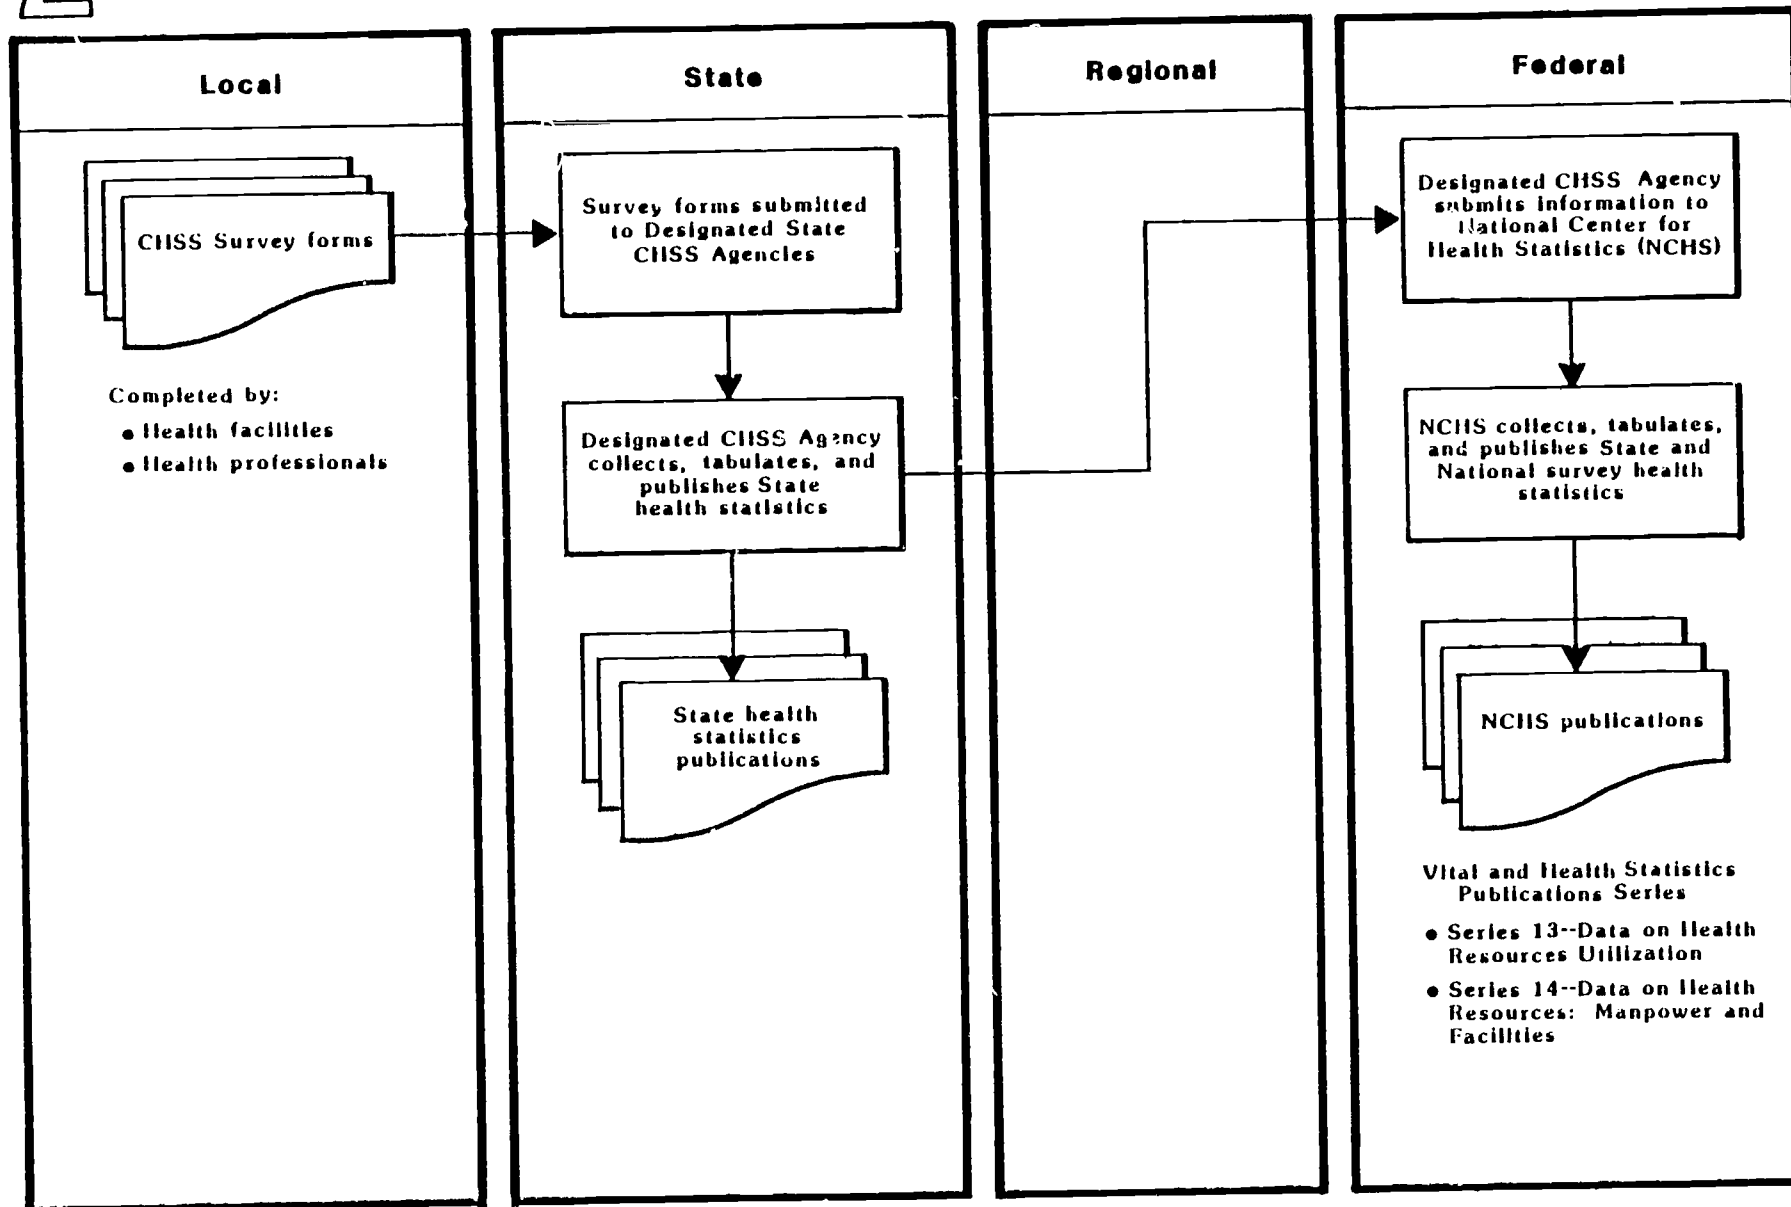 Local
CHSS Survey forms
Completed by:
• Health facilities
• Health professionals
State
Survey forms submitted
to Designated State
CHSS Agencies
Designated CHSS Agency
collects, tabulates, and
publishes State
health statistics
State health
statistics
publications
Regional
Federal
Designated CHSS Agency
submits information to
National Center for
Health Statistics (NCHS)
NCHS collects, tabulates,
and publishes State and
National survey health
statistics
NCHS publications
Vital and Health Statistics
Publications Series
• Series 13--Data on Health
Resources Utilization
• Series 14--Data on Health
Resources: Manpower and
Facilities